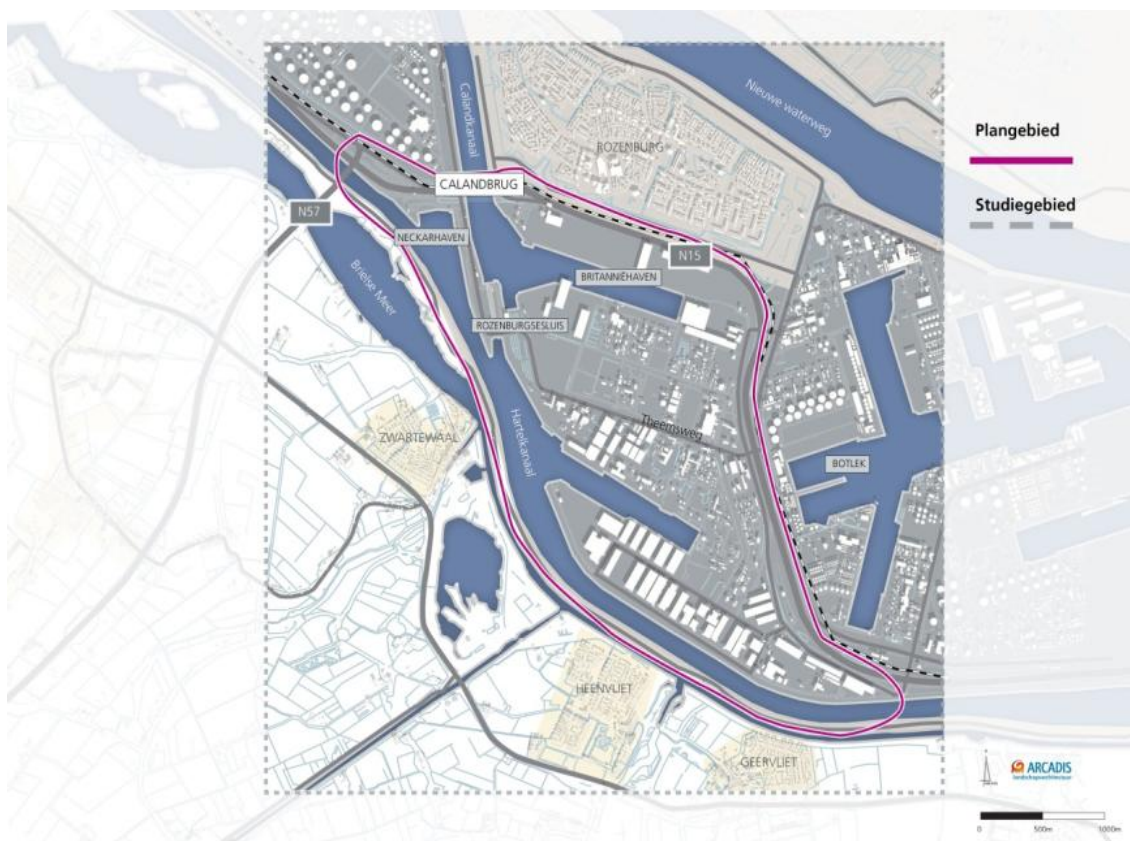 Nieuwe waterweg
Plangebied
Calandkanaal
ROZENBURG
CALANDBRUG
Studiegebied
N57
NECKARHAVEN
N15
BRITANNIËHAVEN
Brielse Meer
ROZENBURGSESLUIS
Hartelkanaal
Theemsweg
ZWARTEWAAL
BOTLEK
HEENVLIET
GEERVLIET
ARCADIS
0 500m 1000m